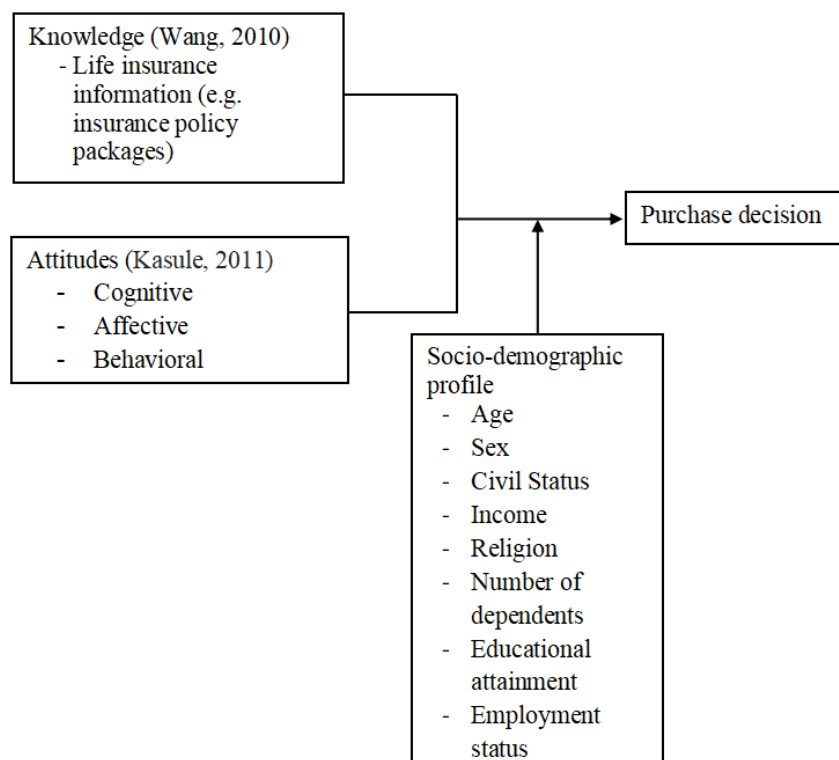 Knowledge (Wang, 2010)
- Life insurance
information (e.g.
insurance policy
packages)
Purchase decision
Attitudes (Kasule, 2011)
- Cognitive
- Affective
- Behavioral
Socio-demographic
profile
- Age
- Sex
- Civil Status
- Income
- Religion
- Number of
dependents
- Educational
attainment
- Employment
status